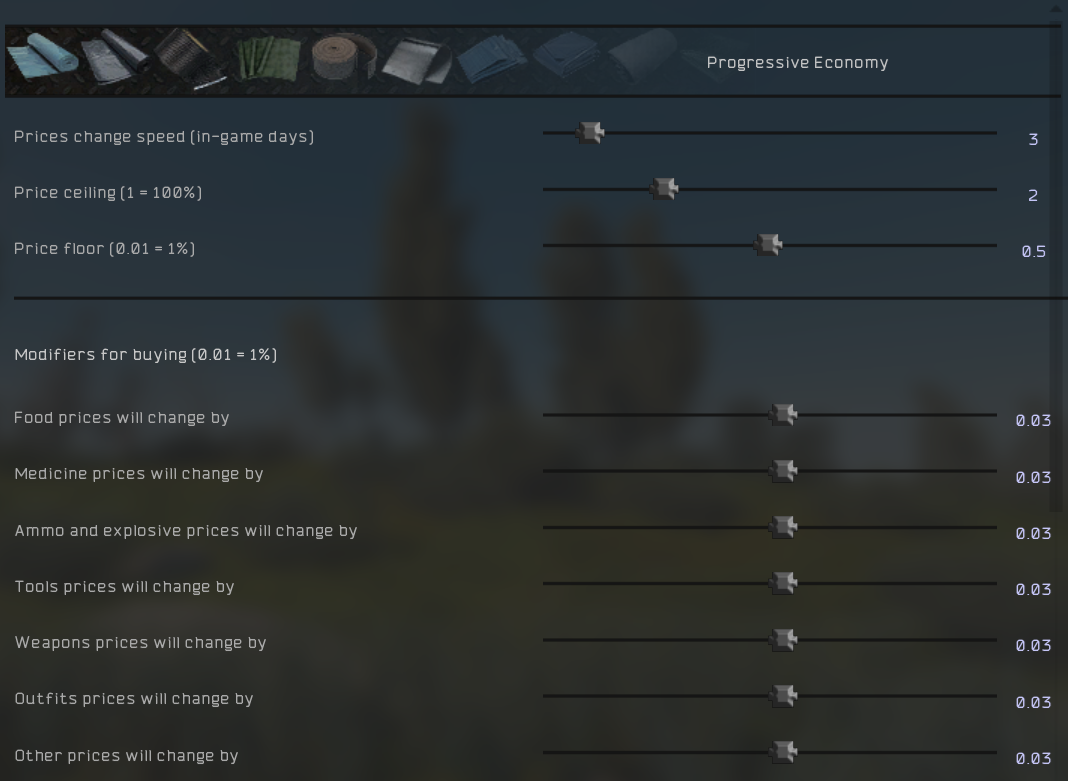 Progressive Economy
Prices change speed (in-game days) 3
Price ceiling (1 = 100%) 2
Price floor (0.01 = 1%) 0.5
Modifiers for buying (0.01 = 1%)
Food prices will change by 0.03
Medicine prices will change by 0.03
Ammo and explosive prices will change by 0.03
Tools prices will change by 0.03
Weapons prices will change by 0.03
Outfits prices will change by 0.03
Other prices will change by 0.03